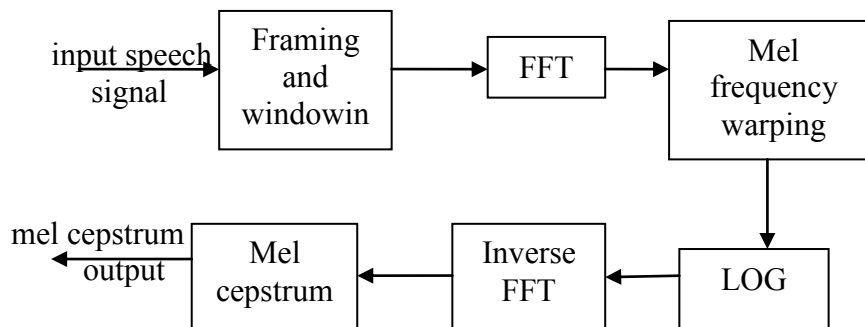 input speech
signal
Framing
and
windowin
FFT
Mel
frequency
warping
LOG
Inverse
FFT
Mel
cepstrum
mel cepstrum
output